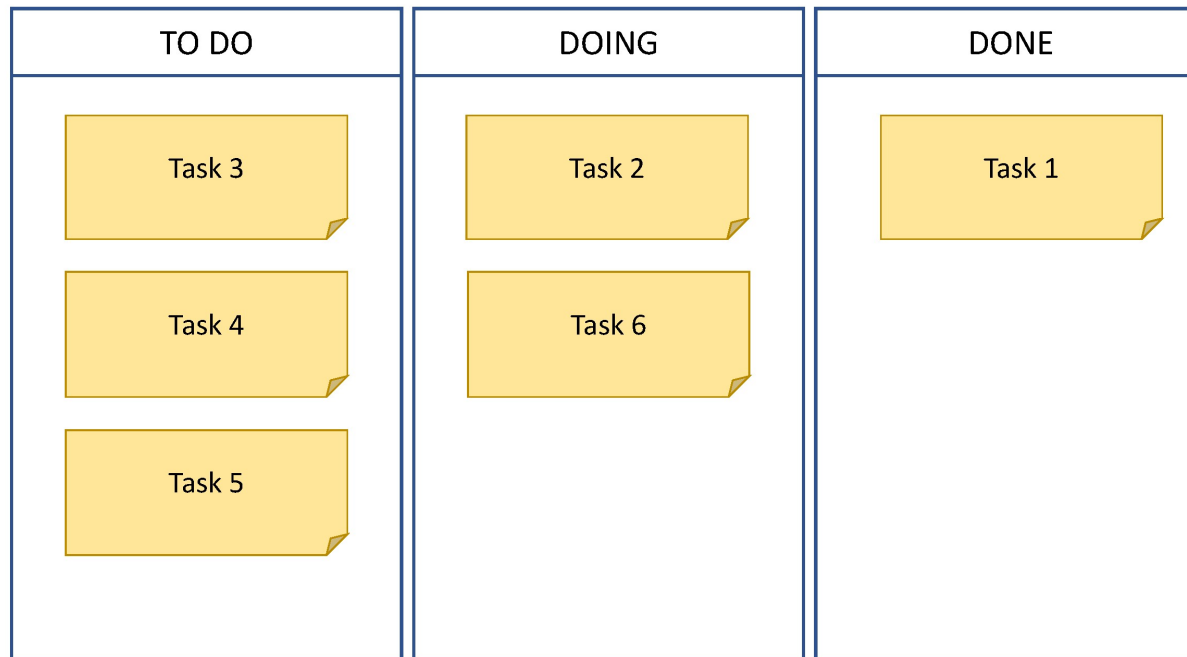 TO DO
Task 3
Task 4
Task 5
DOING
Task 2
Task 6
DONE
Task 1